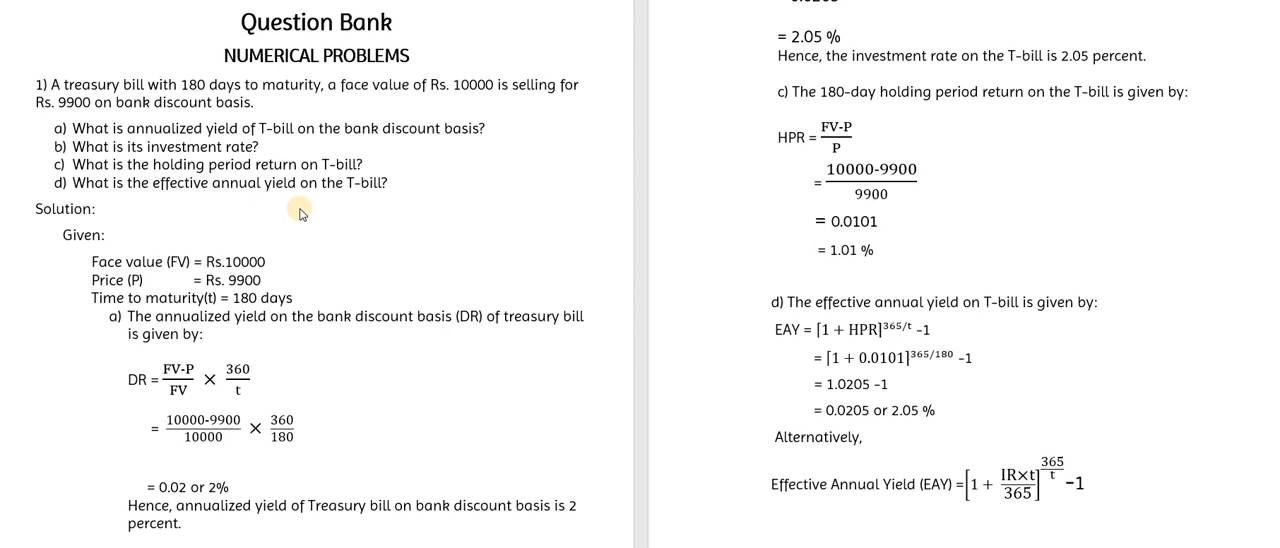 Question Bank
NUMERICAL PROBLEMS
1) A treasury bill with 180 days to maturity, a face value of Rs. 10000 is selling for
Rs. 9900 on bank discount basis.
a) What is annualized yield of T-bill on the bank discount basis?
b) What is its investment rate?
c) What is the holding period return on T-bill?
d) What is the effective annual yield on the T-bill?
Solution:
Given:
Face value (FV) = Rs.10000
Price (P) = Rs. 9900
Time to maturity(t) = 180 days
a) The annualized yield on the bank discount basis (DR) of treasury bill
is given by:
DR = FV-P/FV × 360/t
= 10000-9900/10000 × 360/180
= 0.02 or 2%
Hence, annualized yield of Treasury bill on bank discount basis is 2
percent.
= 2.05 %
Hence, the investment rate on the T-bill is 2.05 percent.
c) The 180-day holding period return on the T-bill is given by:
HPR = FV-P/P
= 10000-9900/9900
= 0.0101
= 1.01 %
d) The effective annual yield on T-bill is given by:
EAY = [1 + HPR]^365/t -1
= [1 + 0.0101]^365/180 -1
= 1.0205 -1
= 0.0205 or 2.05 %
Alternatively,
Effective Annual Yield (EAY) =[1 + IR×t/365]^365/t -1